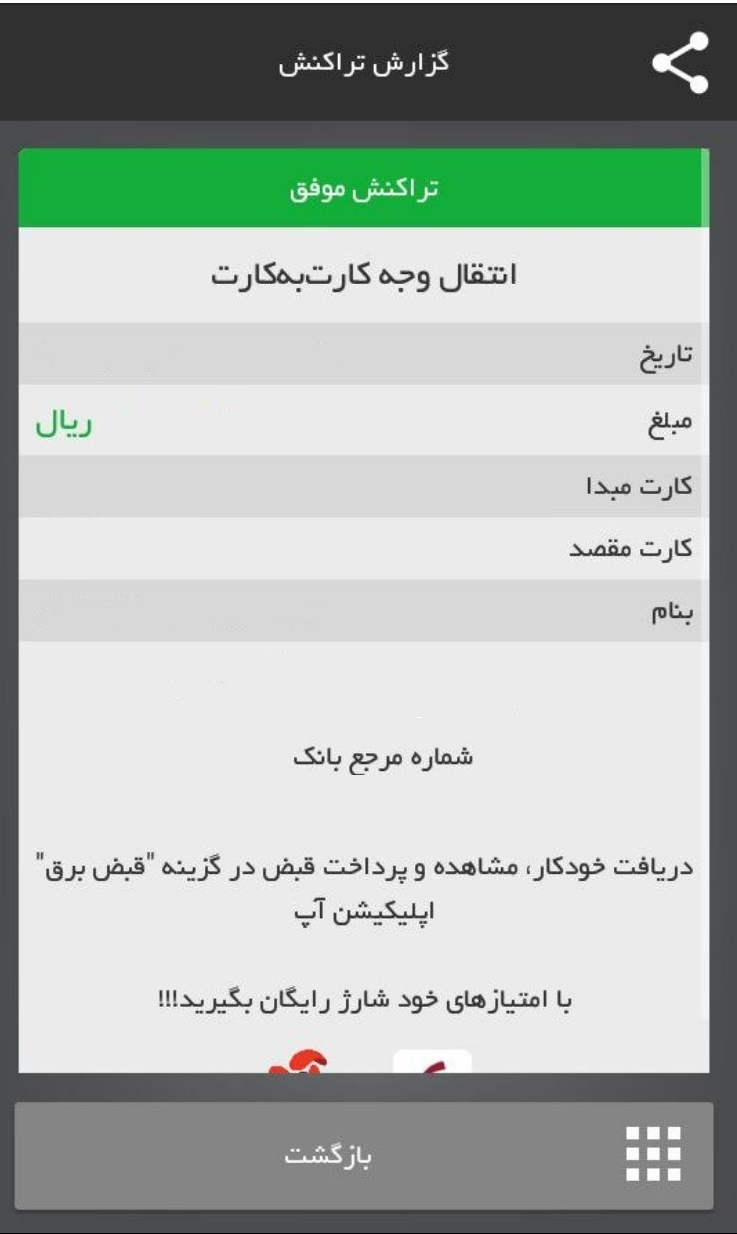 گزارش تراکنش
تراکنش موفق
انتقال وجه کارت‌به‌کارت
تاریخ
مبلغ ریال
کارت مبدا
کارت مقصد
بنام
شماره مرجع بانک
دریافت خودکار، مشاهده و پرداخت قبض در گزینه "قبض برق"
اپلیکیشن آپ
با امتیازهای خود شارژ رایگان بگیرید!!!
بازگشت